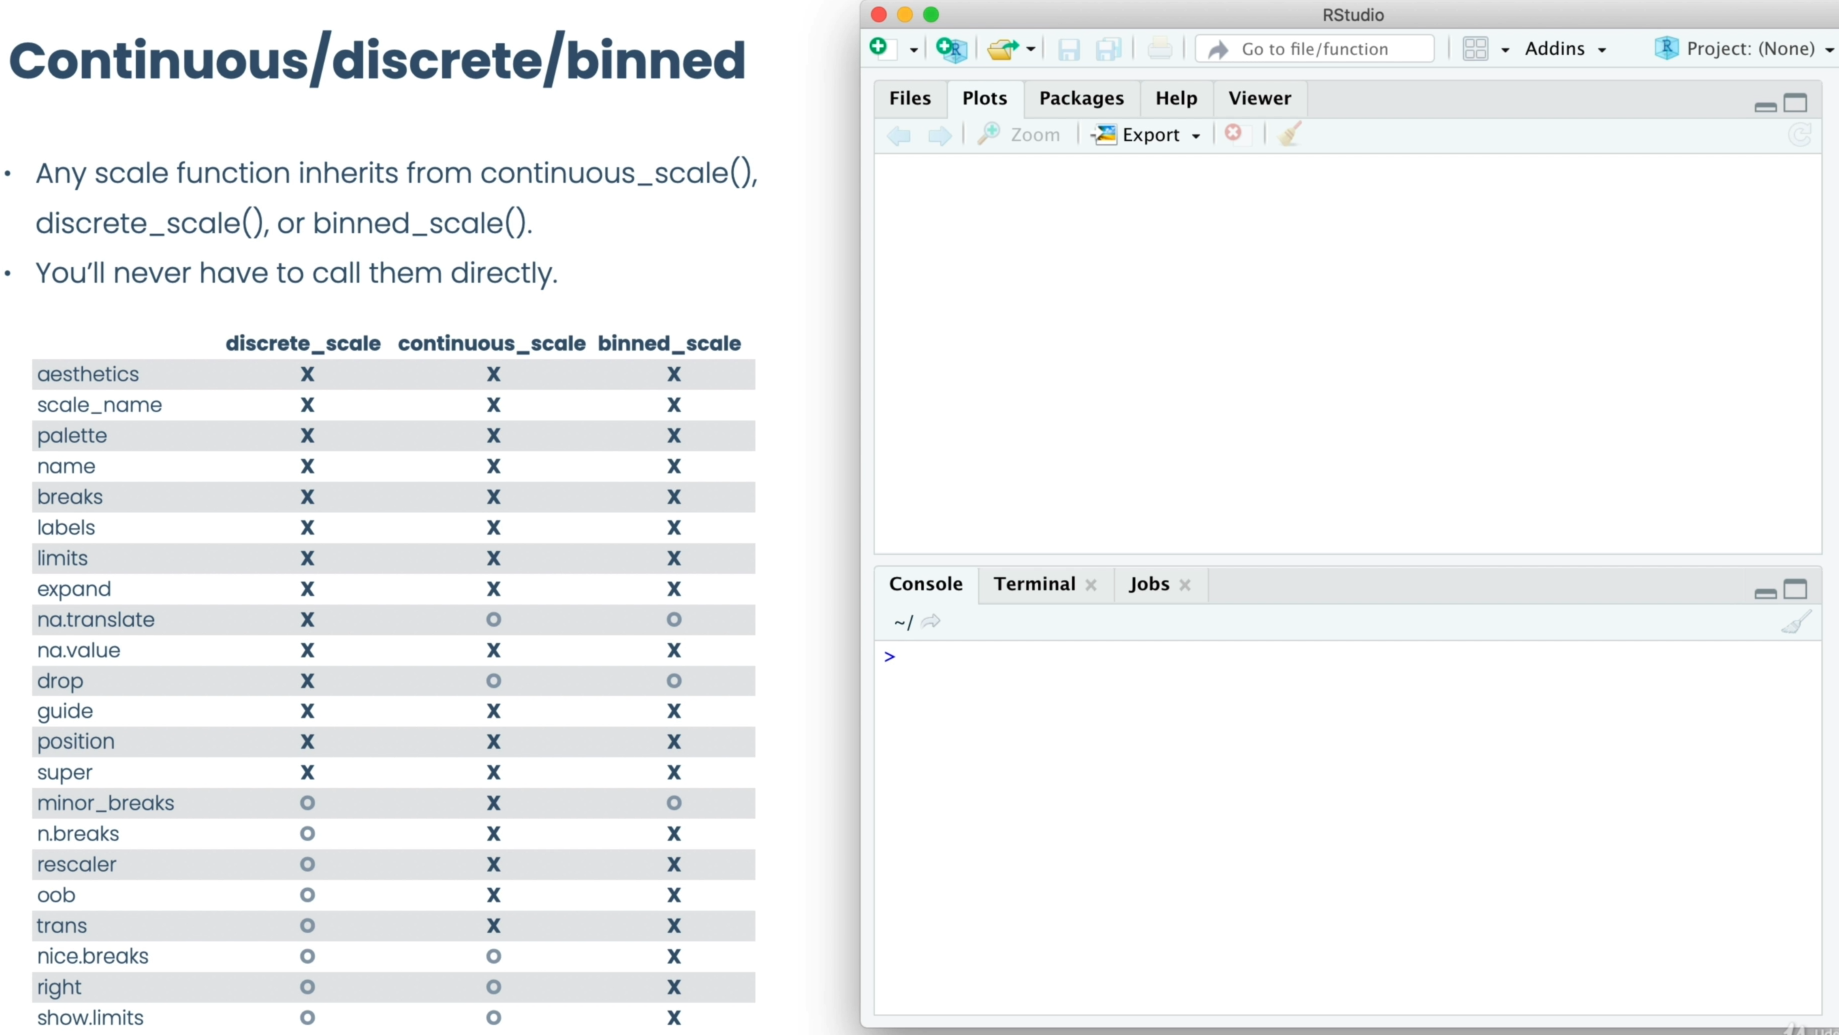 Continuous/discrete/binned
• Any scale function inherits from continuous_scale(),
discrete_scale(), or binned_scale().
• You’ll never have to call them directly.
discrete_scale continuous_scale binned_scale
aesthetics X X X
scale_name X X X
palette X X X
name X X X
breaks X X X
labels X X X
limits X X X
expand X X X
na.translate X O O
na.value X X X
drop X O O
guide X X X
position X X X
super X X X
minor_breaks O X O
n.breaks O X X
rescaler O X X
oob O X X
trans O X X
nice.breaks O O X
right O O X
show.limits O O X
RStudio
Go to file/function
Addins
Project: (None)
Files Plots Packages Help Viewer
Zoom Export
Console Terminal Jobs
~/
>